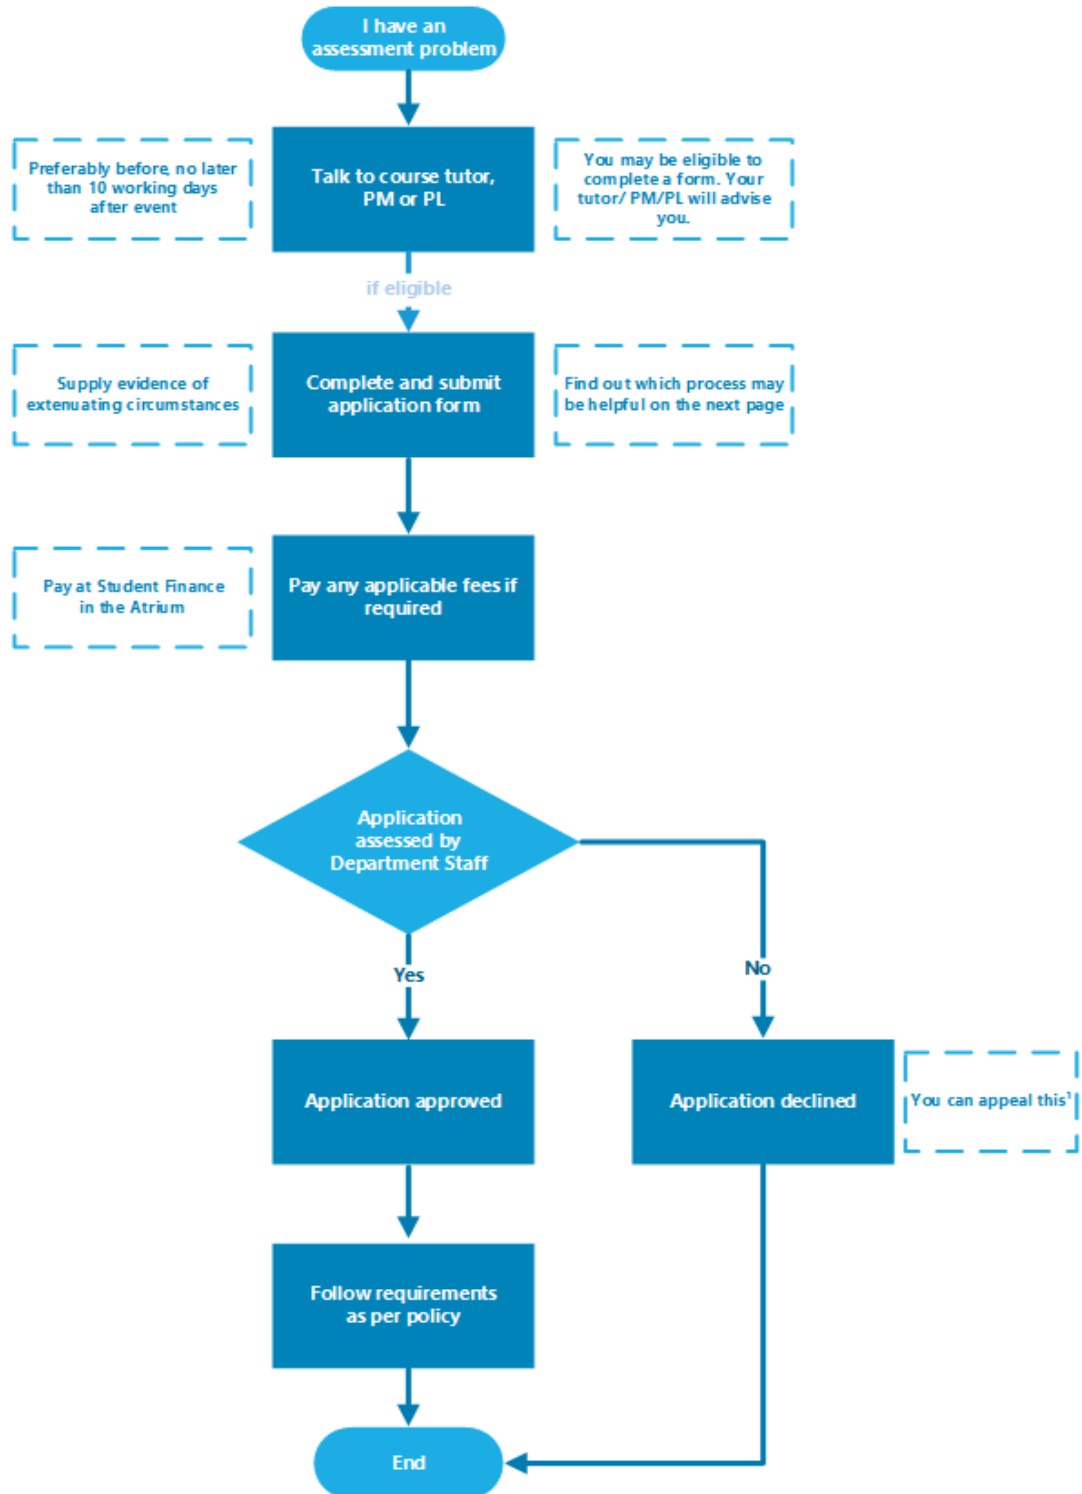 I have an
assessment problem
Preferably before, no later
than 10 working days
after event
Talk to course tutor,
PM or PL
You may be eligible to
complete a form. Your
tutor/ PM/PL will advise
you.
if eligible
Supply evidence of
extenuating circumstances
Complete and submit
application form
Find out which process may
be helpful on the next page
Pay at Student Finance
in the Atrium
Pay any applicable fees if
required
Application
assessed by
Department Staff
Yes
No
Application approved
Application declined
You can appeal this¹
Follow requirements
as per policy
End